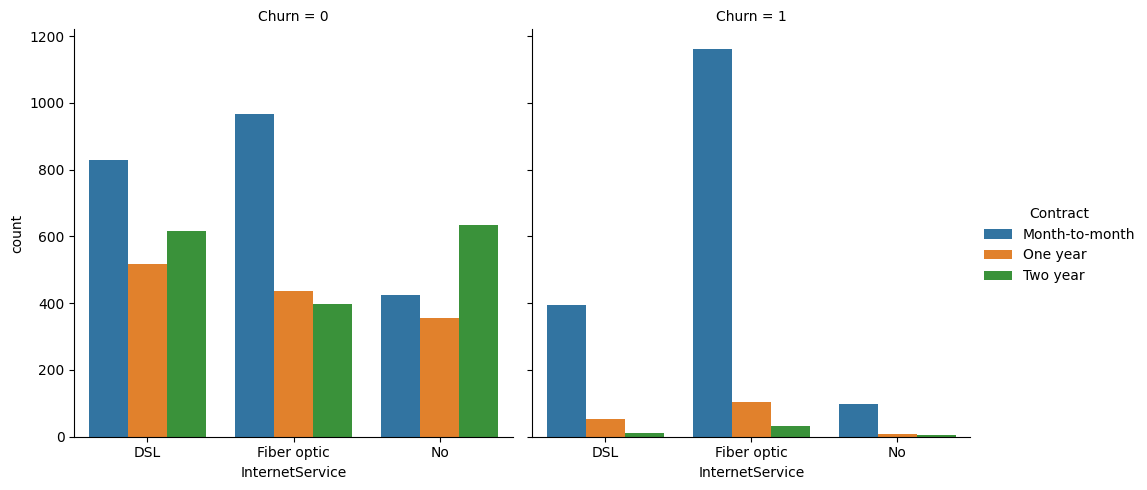 Churn = 0
Churn = 1
1200
1000
800
600
400
200
0
count
DSL
Fiber optic
No
InternetService
DSL
Fiber optic
No
InternetService
Contract
Month-to-month
One year
Two year